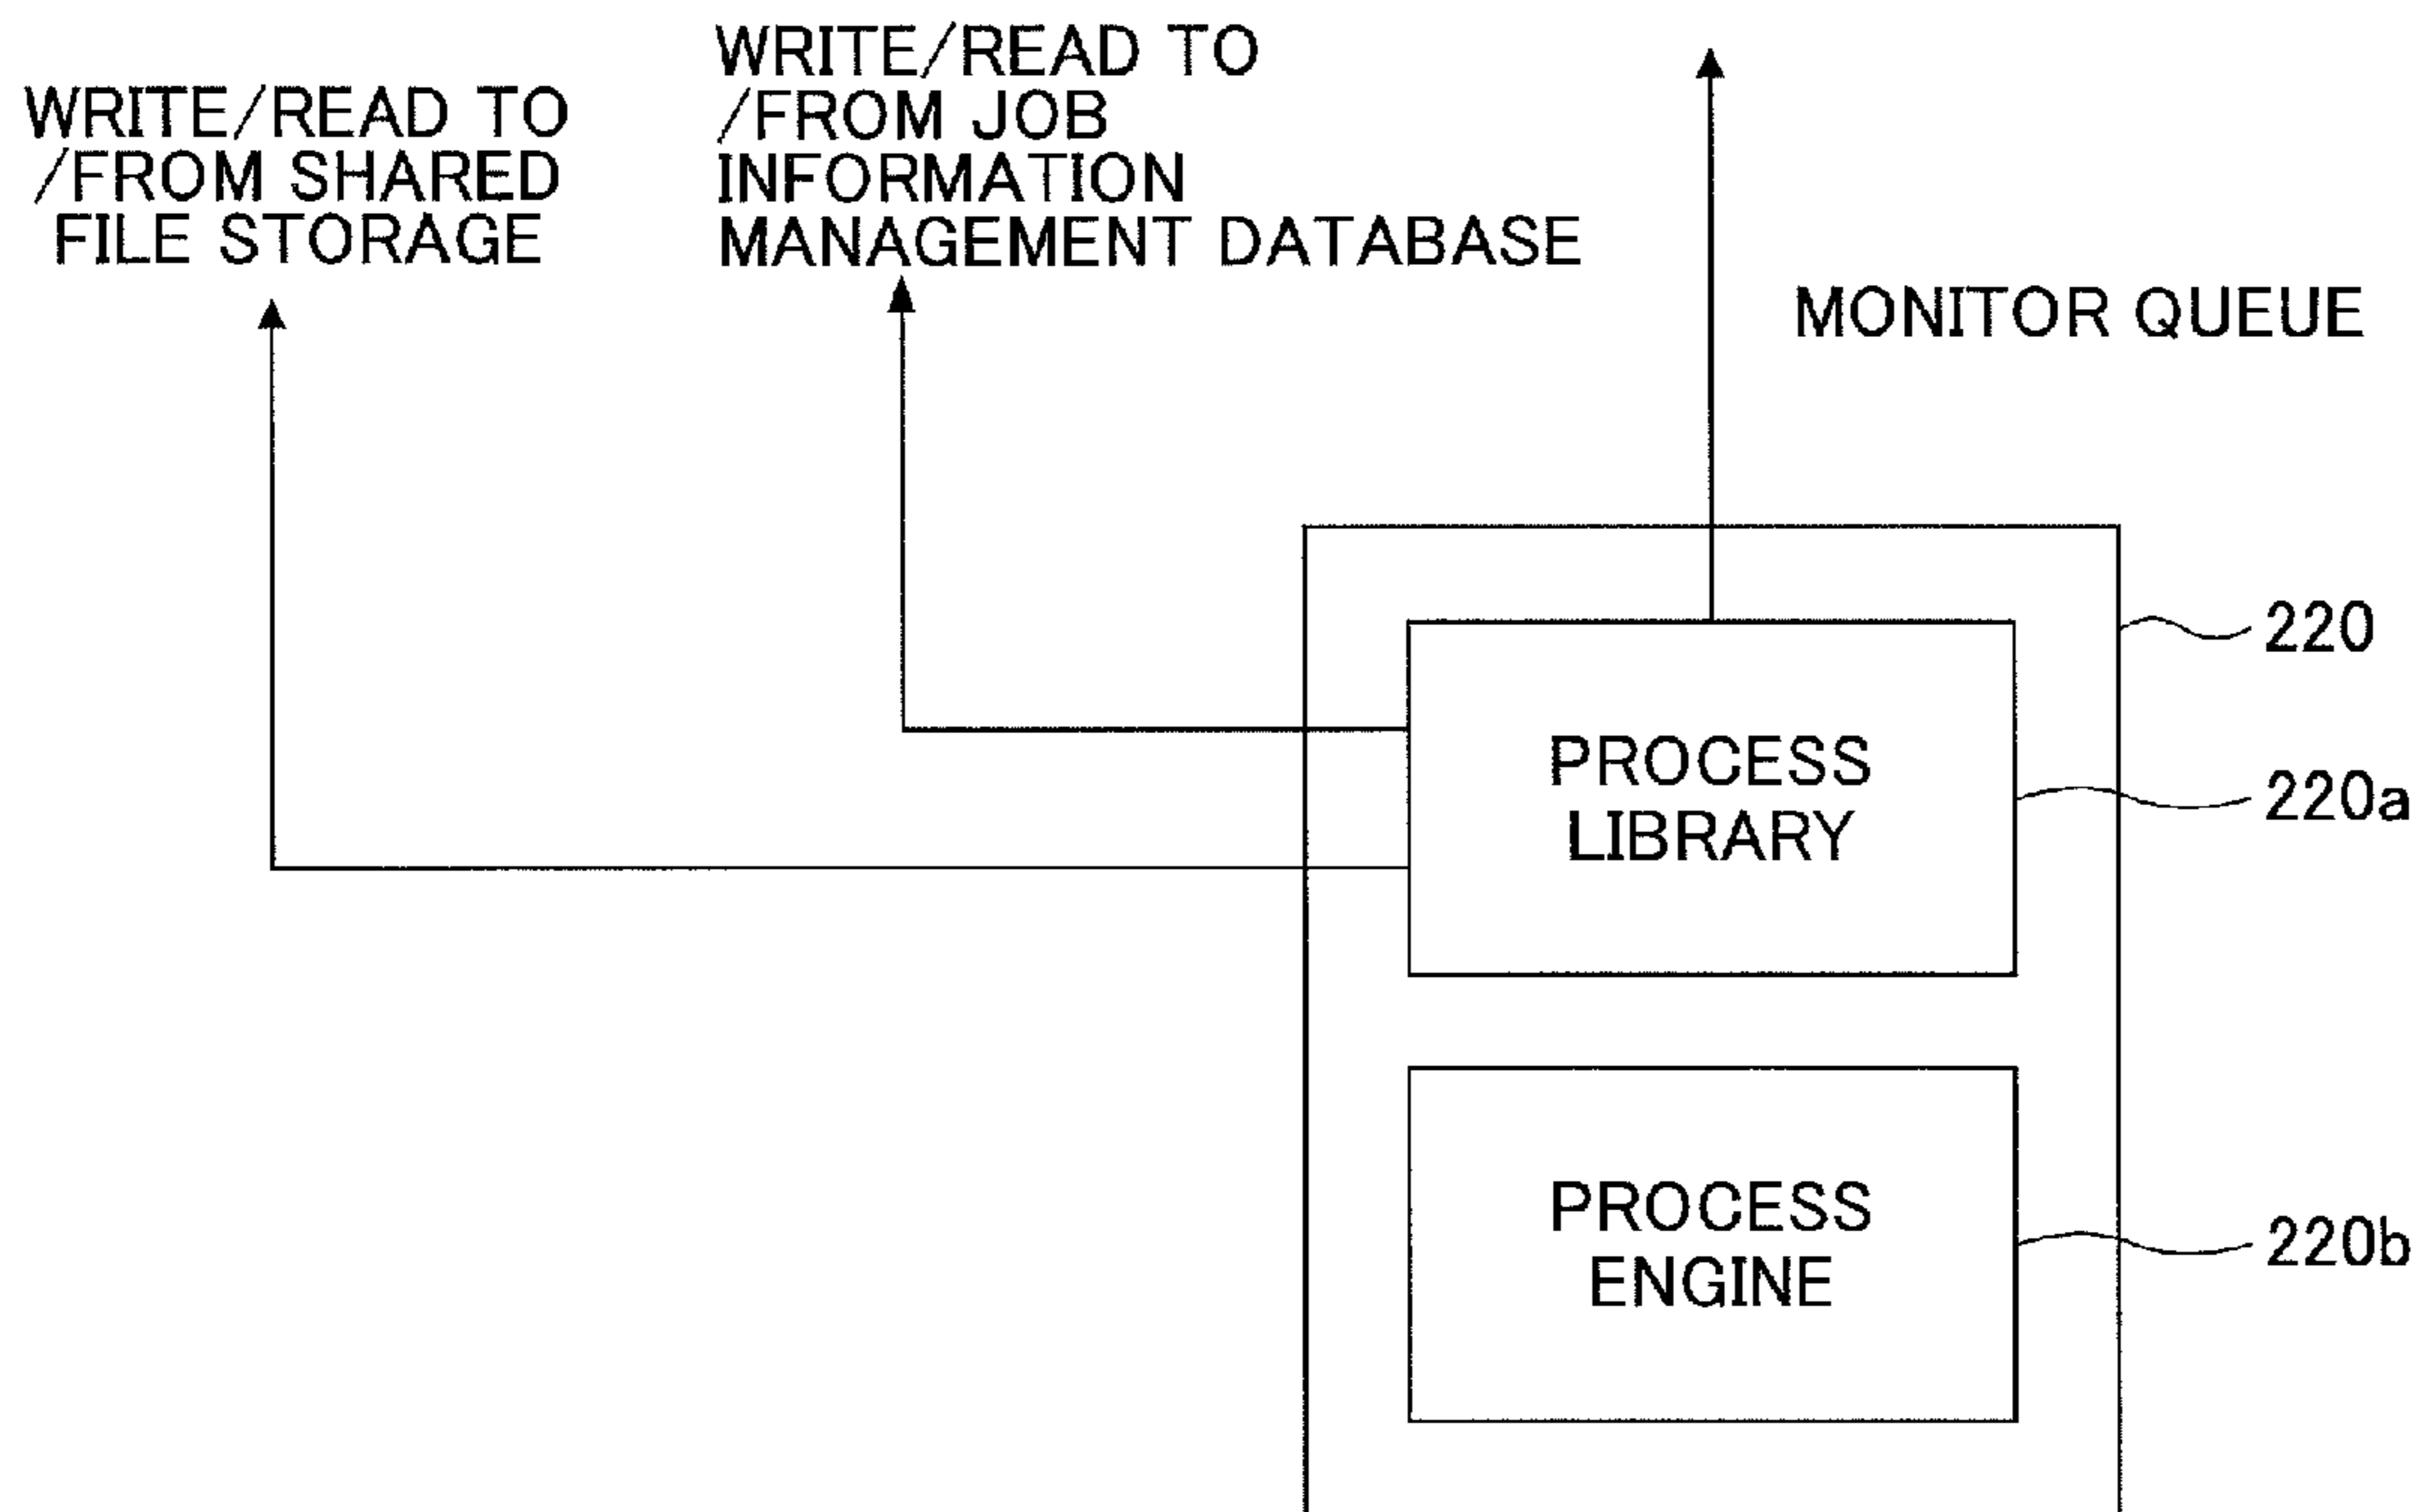 WRITE/READ TO
/FROM SHARED
FILE STORAGE
WRITE/READ TO
/FROM JOB
INFORMATION
MANAGEMENT DATABASE
MONITOR QUEUE
220
PROCESS
LIBRARY
220a
PROCESS
ENGINE
220b